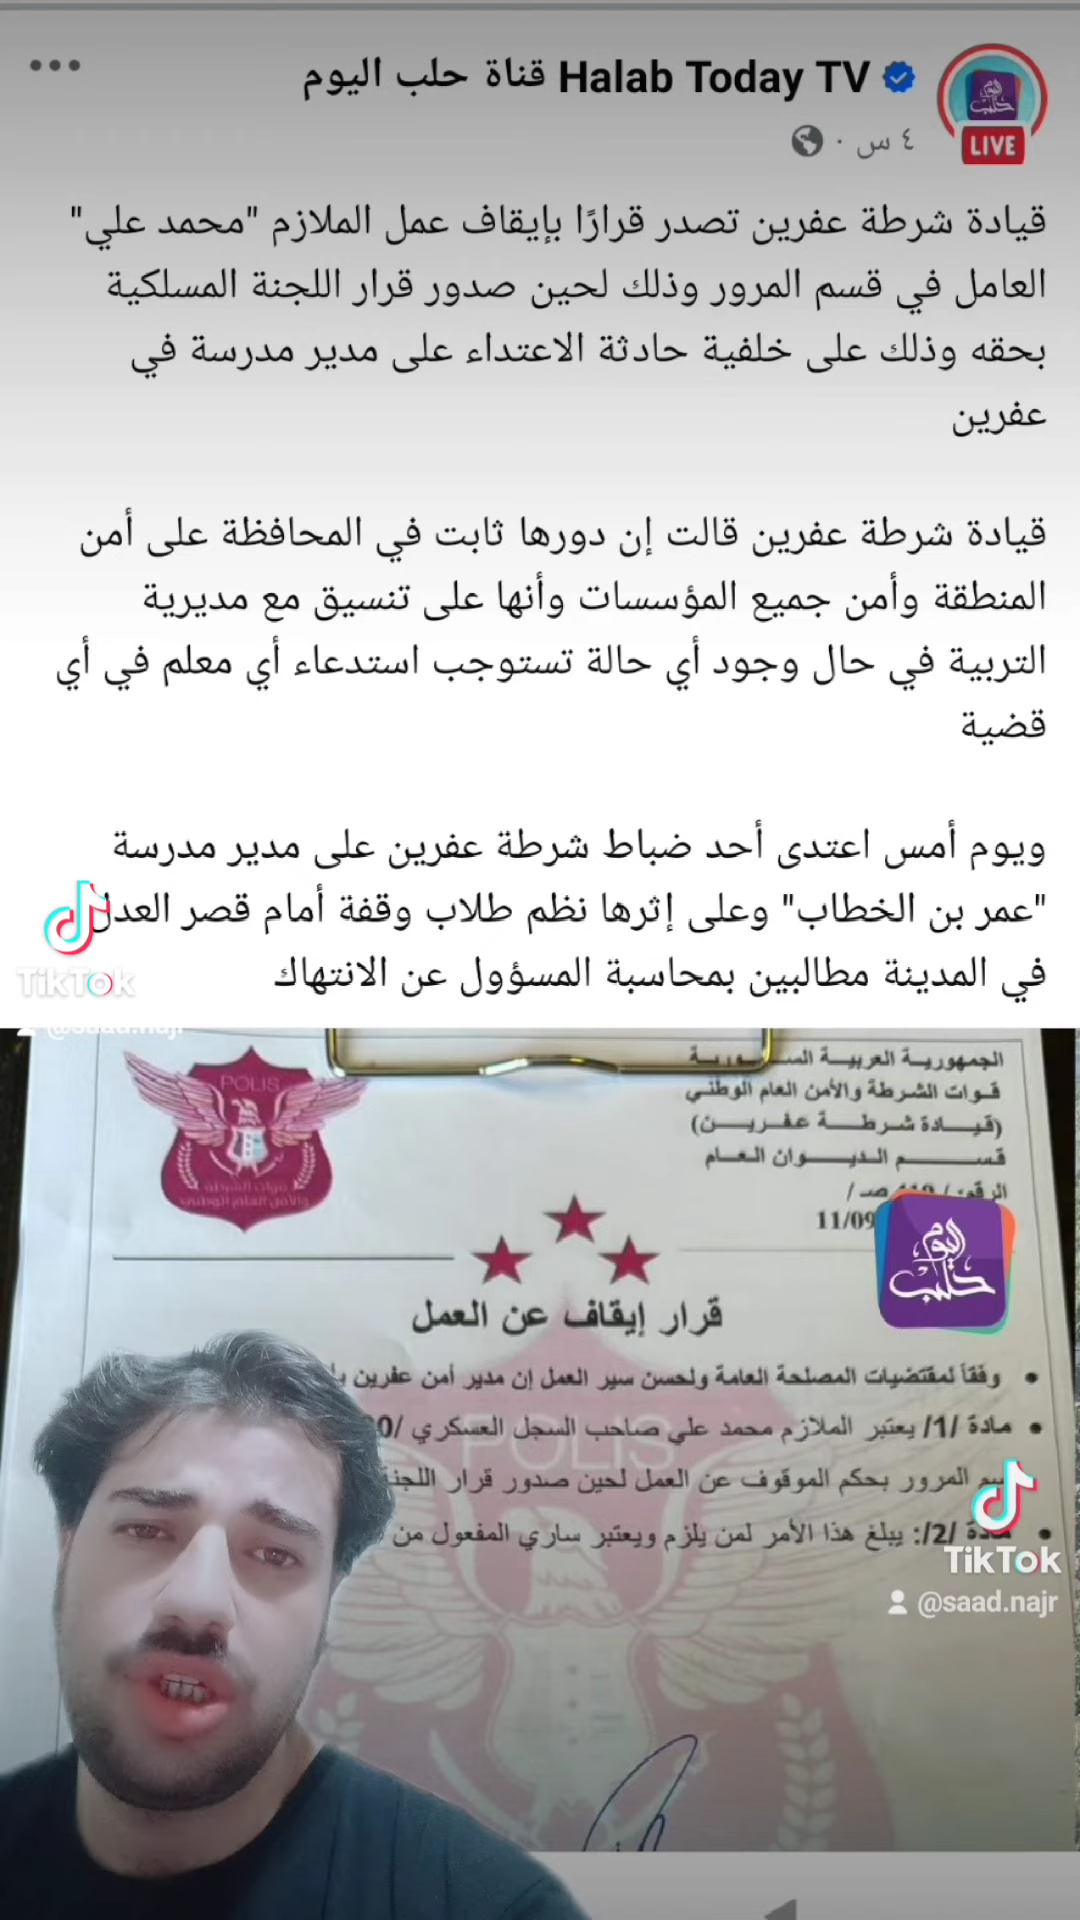 Halab Today TV قناة حلب اليوم
٤ س ·
LIVE
قيادة شرطة عفرين تصدر قرارًا بإيقاف عمل الملازم "محمد علي"
العامل في قسم المرور وذلك لحين صدور قرار اللجنة المسلكية
بحقه وذلك على خلفية حادثة الاعتداء على مدير مدرسة في
عفرين
قيادة شرطة عفرين قالت إن دورها ثابت في المحافظة على أمن
المنطقة وأمن جميع المؤسسات وأنها على تنسيق مع مديرية
التربية في حال وجود أي حالة تستوجب استدعاء أي معلم في أي
قضية
ويوم أمس اعتدى أحد ضباط شرطة عفرين على مدير مدرسة
"عمر بن الخطاب" وعلى إثرها نظم طلاب وقفة أمام قصر العدل
في المدينة مطالبين بمحاسبة المسؤول عن الانتهاك
TikTok
@saad.najr
POLIS
الجمهورية العربية السورية
قوات الشرطة والأمن العام الوطني
(قيادة شرطة عفرين)
قسم الديوان العام
11/09
حلب اليوم
قرار إيقاف عن العمل
• وفقاً لمقتضيات المصلحة العامة ولحسن سير العمل إن مدير أمن عفرين
• مادة /1/ يعتبر الملازم محمد علي صاحب السجل العسكري
المرور بحكم الموقوف عن العمل لحين صدور قرار
• مادة /2/: يبلغ هذا الأمر لمن يلزم ويعتبر ساري المفعول من
POLIS
TikTok
@saad.najr